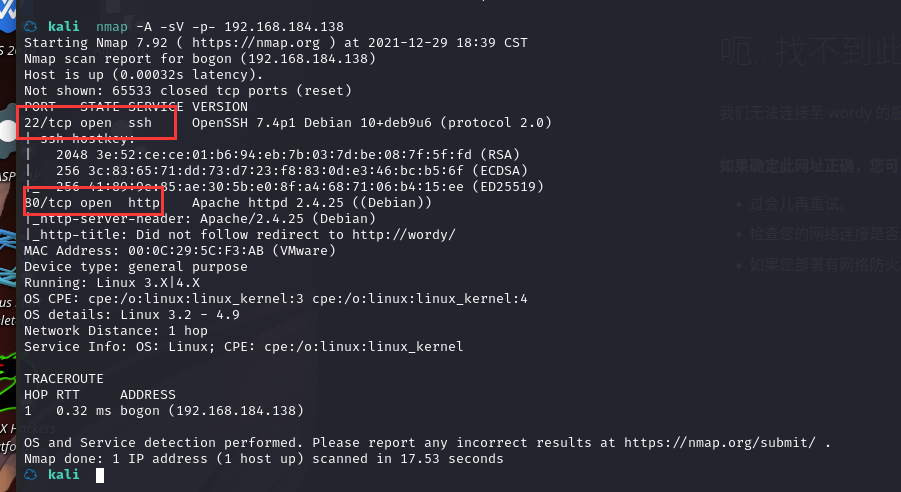 kali nmap -A -sV -p- 192.168.184.138
Starting Nmap 7.92 ( https://nmap.org ) at 2021-12-29 18:39 CST
Nmap scan report for bogon (192.168.184.138)
Host is up (0.00032s latency).
Not shown: 65533 closed tcp ports (reset)
PORT STATE SERVICE VERSION
22/tcp open ssh OpenSSH 7.4p1 Debian 10+deb9u6 (protocol 2.0)
| ssh-hostkey:
| 2048 3e:52:ce:ce:01:b6:94:eb:7b:03:7d:be:08:7f:5f:fd (RSA)
| 256 3c:83:65:71:dd:73:d7:23:f8:83:0d:e3:46:bc:b5:6f (ECDSA)
|_ 256 41:89:9e:85:ae:30:5b:e0:8f:a4:68:71:06:b4:15:ee (ED25519)
80/tcp open http Apache httpd 2.4.25 ((Debian))
|_http-server-header: Apache/2.4.25 (Debian)
|_http-title: Did not follow redirect to http://wordy/
MAC Address: 00:0C:29:5C:F3:AB (VMware)
Device type: general purpose
Running: Linux 3.X|4.X
OS CPE: cpe:/o:linux:linux_kernel:3 cpe:/o:linux:linux_kernel:4
OS details: Linux 3.2 - 4.9
Network Distance: 1 hop
Service Info: OS: Linux; CPE: cpe:/o:linux:linux_kernel
TRACEROUTE
HOP RTT ADDRESS
1 0.32 ms bogon (192.168.184.138)
OS and Service detection performed. Please report any incorrect results at https://nmap.org/submit/ .
Nmap done: 1 IP address (1 host up) scanned in 17.53 seconds
kali
呃...找不到此
我们无法连接至 wordy 的服
如果确定此网址正确，您可
过会儿再重试。
检查您的网络连接是否
如果您部署有网络防火